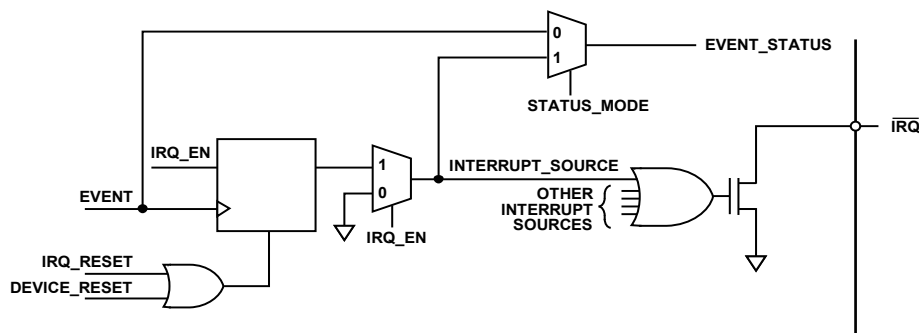 0
1
EVENT_STATUS
STATUS_MODE
IRQ
IRQ_EN
1
0
INTERRUPT_SOURCE
EVENT
OTHER
INTERRUPT
SOURCES
IRQ_EN
IRQ_RESET
DEVICE_RESET